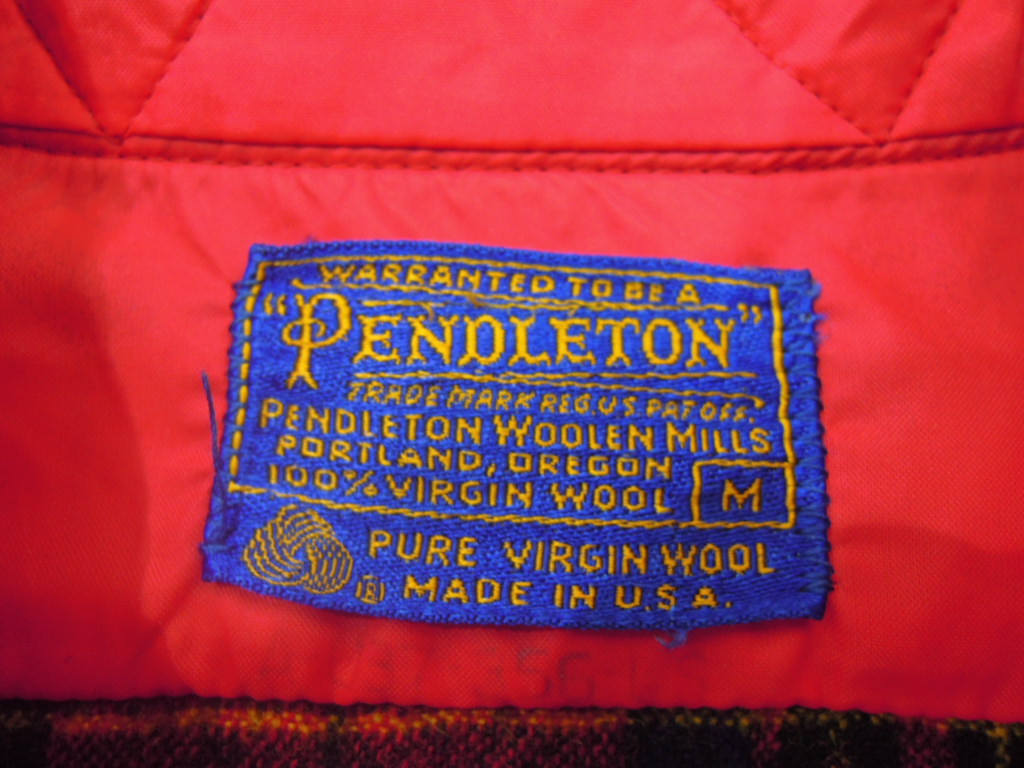 WARRANTED TO BE A
"PENDLETON"
TRADE MARK REG. U S PAT OFF.
PENDLETON WOOLEN MILLS
PORTLAND, OREGON
100% VIRGIN WOOL
M
PURE VIRGIN WOOL
® MADE IN U.S.A.
356